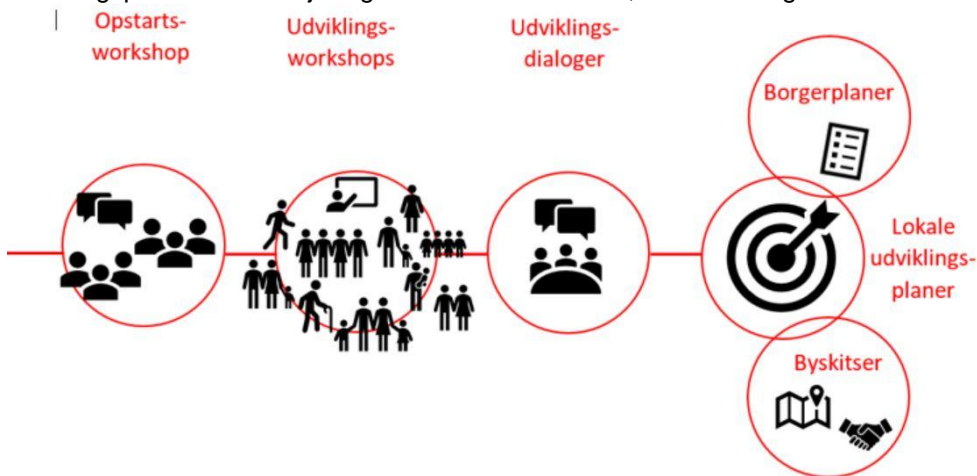 Opstarts-
workshop
Udviklings-
workshops
Udviklings-
dialoger
Borgerplaner
Lokale
udviklings-
planer
Byskitser